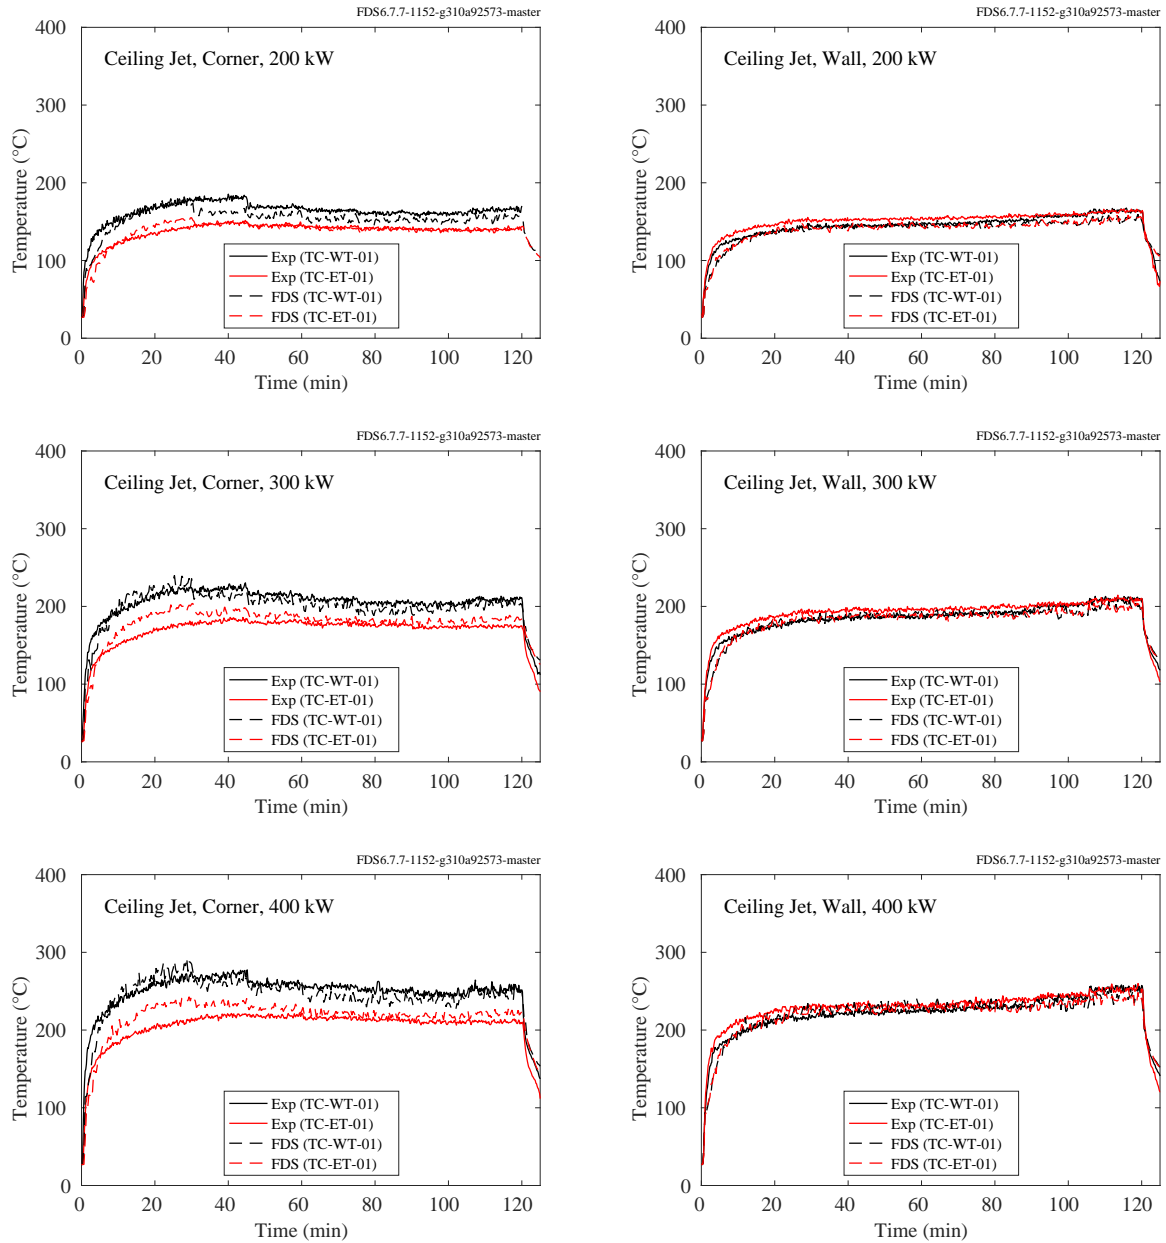 FDS6.7.7-1152-g310a92573-master
Ceiling Jet, Corner, 200 kW
400
300
200
100
0
Temperature (°C)
Exp (TC-WT-01)
Exp (TC-ET-01)
FDS (TC-WT-01)
FDS (TC-ET-01)
0 20 40 60 80 100 120
Time (min)
FDS6.7.7-1152-g310a92573-master
Ceiling Jet, Wall, 200 kW
400
300
200
100
0
Temperature (°C)
Exp (TC-WT-01)
Exp (TC-ET-01)
FDS (TC-WT-01)
FDS (TC-ET-01)
0 20 40 60 80 100 120
Time (min)
FDS6.7.7-1152-g310a92573-master
Ceiling Jet, Corner, 300 kW
400
300
200
100
0
Temperature (°C)
Exp (TC-WT-01)
Exp (TC-ET-01)
FDS (TC-WT-01)
FDS (TC-ET-01)
0 20 40 60 80 100 120
Time (min)
FDS6.7.7-1152-g310a92573-master
Ceiling Jet, Wall, 300 kW
400
300
200
100
0
Temperature (°C)
Exp (TC-WT-01)
Exp (TC-ET-01)
FDS (TC-WT-01)
FDS (TC-ET-01)
0 20 40 60 80 100 120
Time (min)
FDS6.7.7-1152-g310a92573-master
Ceiling Jet, Corner, 400 kW
400
300
200
100
0
Temperature (°C)
Exp (TC-WT-01)
Exp (TC-ET-01)
FDS (TC-WT-01)
FDS (TC-ET-01)
0 20 40 60 80 100 120
Time (min)
FDS6.7.7-1152-g310a92573-master
Ceiling Jet, Wall, 400 kW
400
300
200
100
0
Temperature (°C)
Exp (TC-WT-01)
Exp (TC-ET-01)
FDS (TC-WT-01)
FDS (TC-ET-01)
0 20 40 60 80 100 120
Time (min)